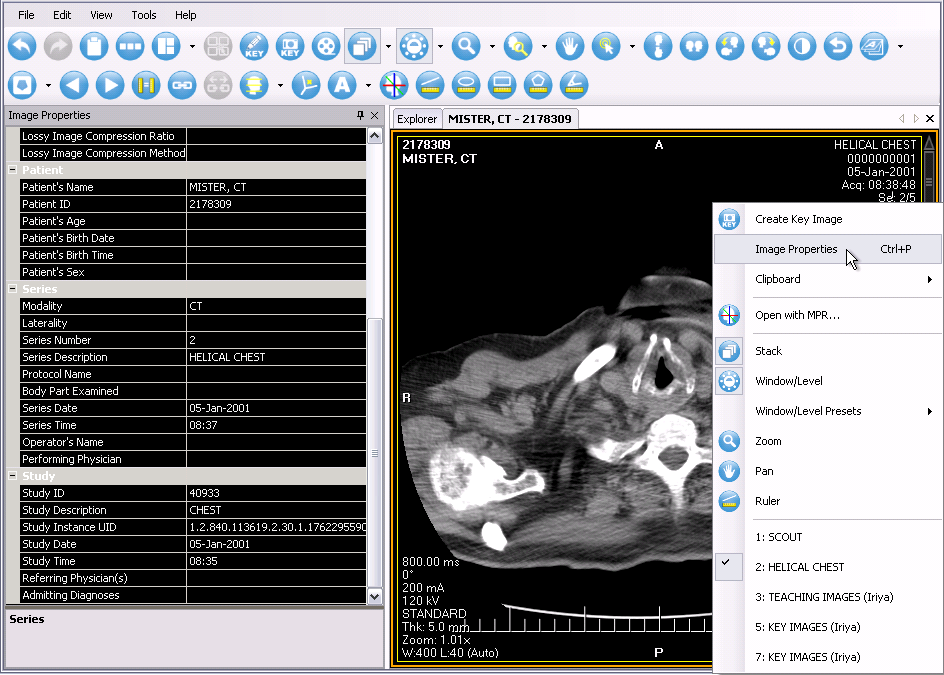 File Edit View Tools Help
KEY KEY
A
Image Properties
Lossy Image Compression Ratio
Lossy Image Compression Method
Patient
Patient's Name MISTER, CT
Patient ID 2178309
Patient's Age
Patient's Birth Date
Patient's Birth Time
Patient's Sex
Series
Modality CT
Laterality
Series Number 2
Series Description HELICAL CHEST
Protocol Name
Body Part Examined
Series Date 05-Jan-2001
Series Time 08:37
Operator's Name
Performing Physician
Study
Study ID 40933
Study Description CHEST
Study Instance UID 1.2.840.113619.2.30.1.1762295590
Study Date 05-Jan-2001
Study Time 08:35
Referring Physician(s)
Admitting Diagnoses
Series
Explorer MISTER, CT - 2178309
2178309
MISTER, CT
A
HELICAL CHEST
0000000001
05-Jan-2001
Acq: 08:38:48
Se: 2/5
R
800.00 ms
0°
200 mA
120 kV
STANDARD
Thk: 5.0 mm
Zoom: 1.01x
W:400 L:40 (Auto)
P
KEY
Create Key Image
Image Properties Ctrl+P
Clipboard
Open with MPR...
Stack
Window/Level
Window/Level Presets
Zoom
Pan
Ruler
1: SCOUT
2: HELICAL CHEST
3: TEACHING IMAGES (Iriya)
5: KEY IMAGES (Iriya)
7: KEY IMAGES (Iriya)